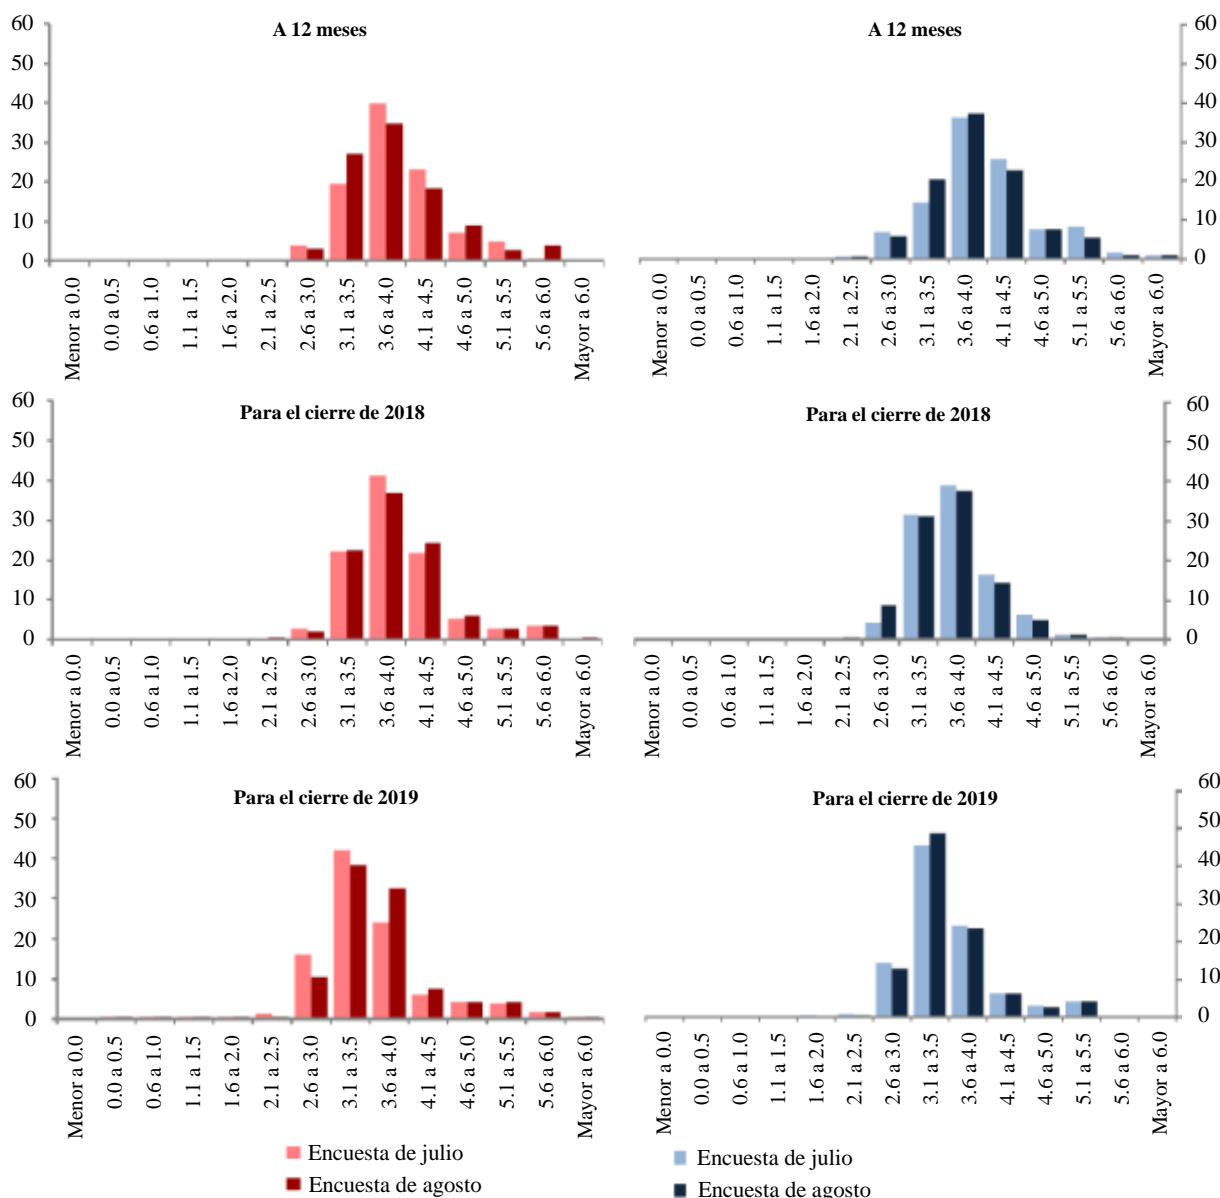 A 12 meses
60
50
40
30
20
10
0
Menor a 0.0
0.0 a 0.5
0.6 a 1.0
1.1 a 1.5
1.6 a 2.0
2.1 a 2.5
2.6 a 3.0
3.1 a 3.5
3.6 a 4.0
4.1 a 4.5
4.6 a 5.0
5.1 a 5.5
5.6 a 6.0
Mayor a 6.0
A 12 meses
60
50
40
30
20
10
0
Menor a 0.0
0.0 a 0.5
0.6 a 1.0
1.1 a 1.5
1.6 a 2.0
2.1 a 2.5
2.6 a 3.0
3.1 a 3.5
3.6 a 4.0
4.1 a 4.5
4.6 a 5.0
5.1 a 5.5
5.6 a 6.0
Mayor a 6.0
Para el cierre de 2018
60
50
40
30
20
10
0
Menor a 0.0
0.0 a 0.5
0.6 a 1.0
1.1 a 1.5
1.6 a 2.0
2.1 a 2.5
2.6 a 3.0
3.1 a 3.5
3.6 a 4.0
4.1 a 4.5
4.6 a 5.0
5.1 a 5.5
5.6 a 6.0
Mayor a 6.0
Para el cierre de 2018
60
50
40
30
20
10
0
Menor a 0.0
0.0 a 0.5
0.6 a 1.0
1.1 a 1.5
1.6 a 2.0
2.1 a 2.5
2.6 a 3.0
3.1 a 3.5
3.6 a 4.0
4.1 a 4.5
4.6 a 5.0
5.1 a 5.5
5.6 a 6.0
Mayor a 6.0
Para el cierre de 2019
60
50
40
30
20
10
0
Menor a 0.0
0.0 a 0.5
0.6 a 1.0
1.1 a 1.5
1.6 a 2.0
2.1 a 2.5
2.6 a 3.0
3.1 a 3.5
3.6 a 4.0
4.1 a 4.5
4.6 a 5.0
5.1 a 5.5
5.6 a 6.0
Mayor a 6.0
Para el cierre de 2019
60
50
40
30
20
10
0
Menor a 0.0
0.0 a 0.5
0.6 a 1.0
1.1 a 1.5
1.6 a 2.0
2.1 a 2.5
2.6 a 3.0
3.1 a 3.5
3.6 a 4.0
4.1 a 4.5
4.6 a 5.0
5.1 a 5.5
5.6 a 6.0
Mayor a 6.0
Encuesta de julio
Encuesta de agosto
Encuesta de julio
Encuesta de agosto